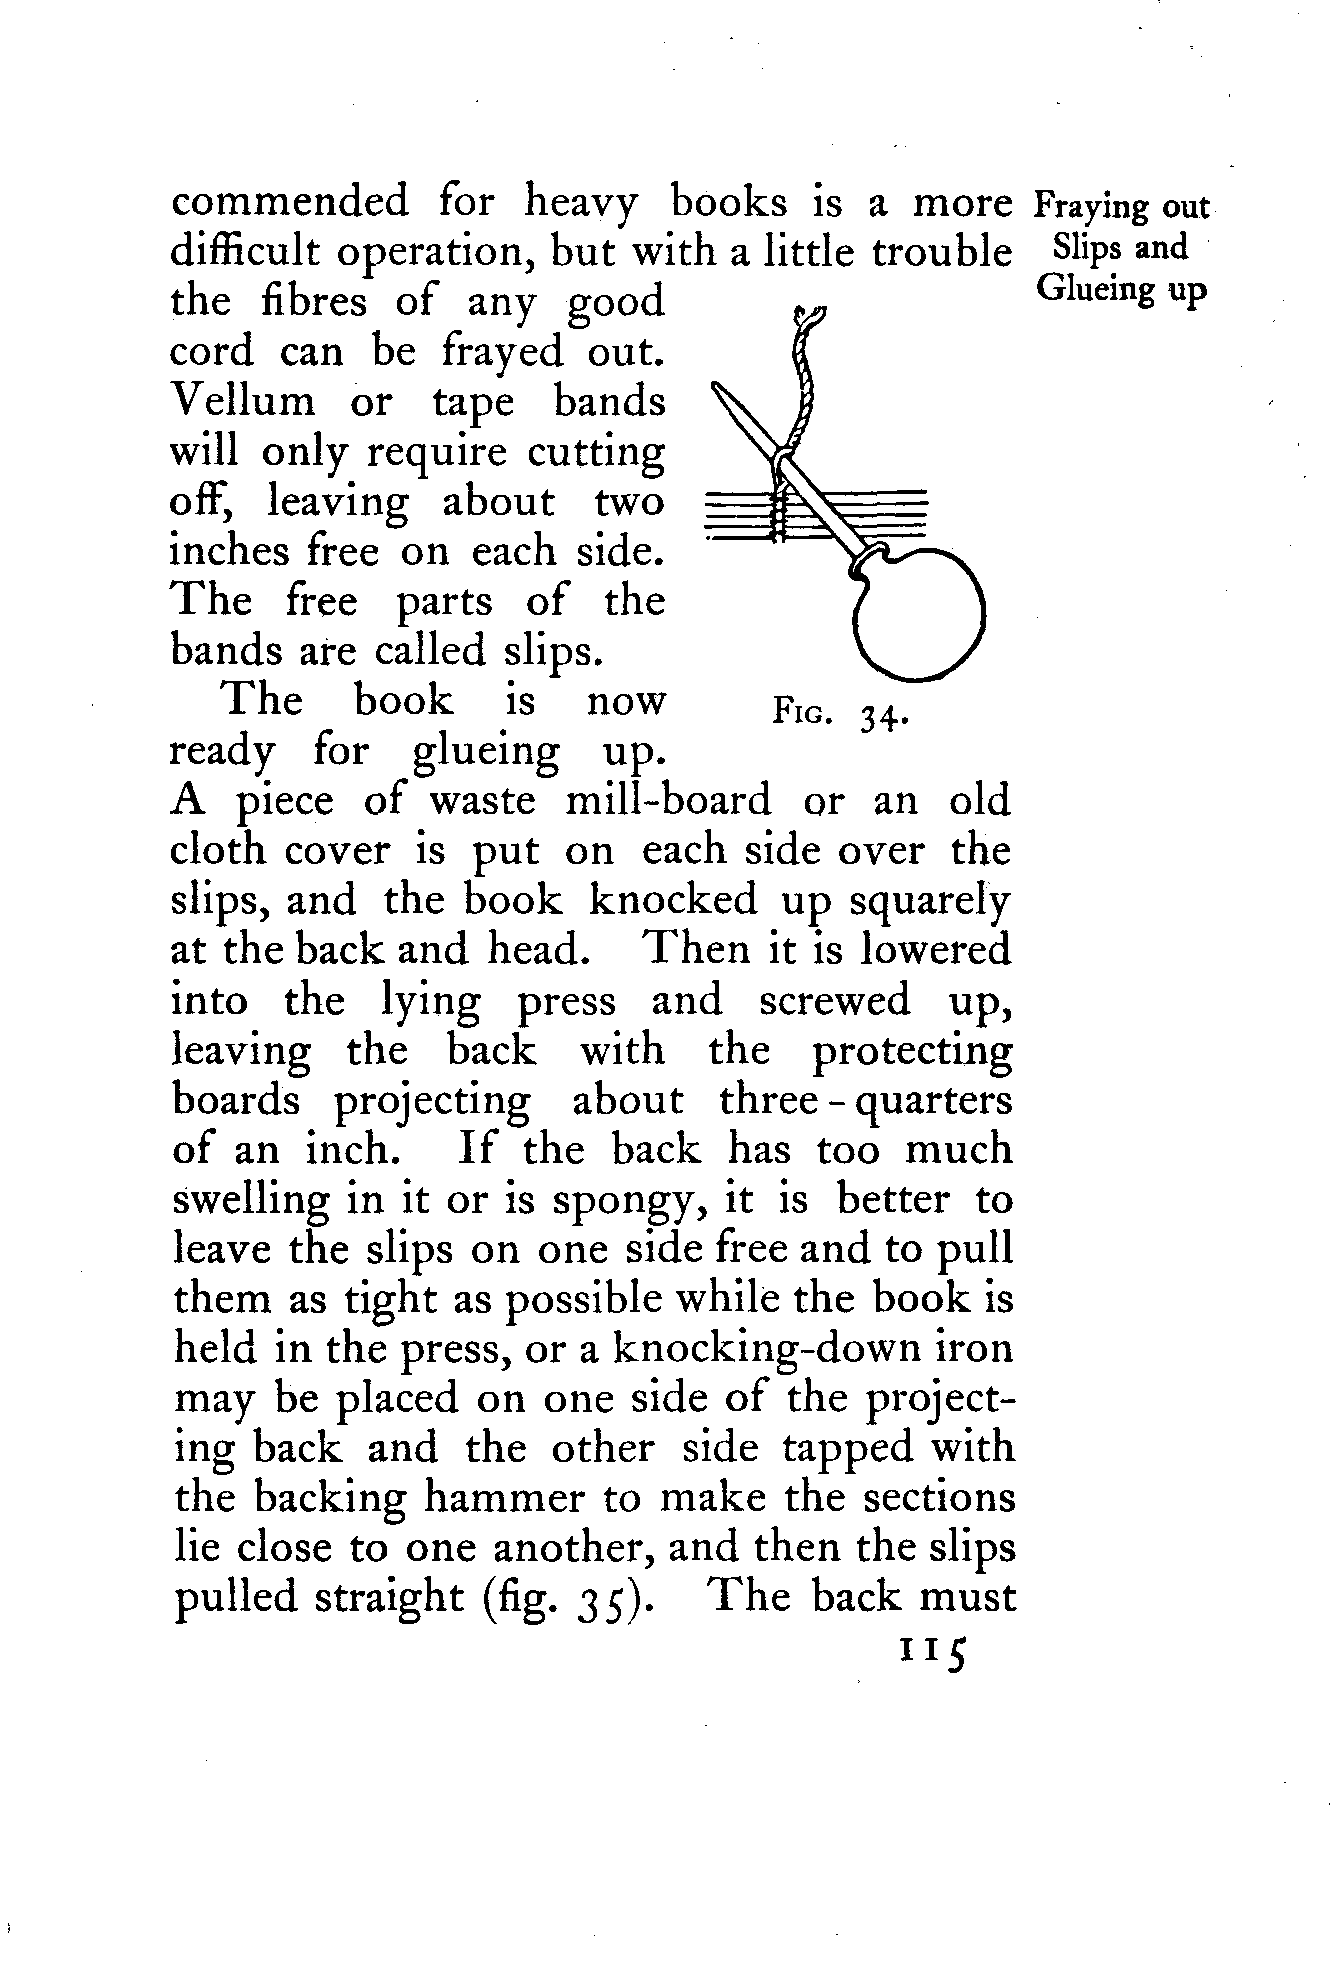 commended for heavy books is a more
difficult operation, but with a little trouble
the fibres of any good
cord can be frayed out.
Vellum or tape bands
will only require cutting
off, leaving about two
inches free on each side.
The free parts of the
bands are called slips.
The book is now
ready for glueing up.
A piece of waste mill-board or an old
cloth cover is put on each side over the
slips, and the book knocked up squarely
at the back and head. Then it is lowered
into the lying press and screwed up,
leaving the back with the protecting
boards projecting about three-quarters
of an inch. If the back has too much
swelling in it or is spongy, it is better to
leave the slips on one side free and to pull
them as tight as possible while the book is
held in the press, or a knocking-down iron
may be placed on one side of the project-
ing back and the other side tapped with
the backing hammer to make the sections
lie close to one another, and then the slips
pulled straight (fig. 35). The back must
Fraying out
Slips and
Glueing up
Fig. 34.
115